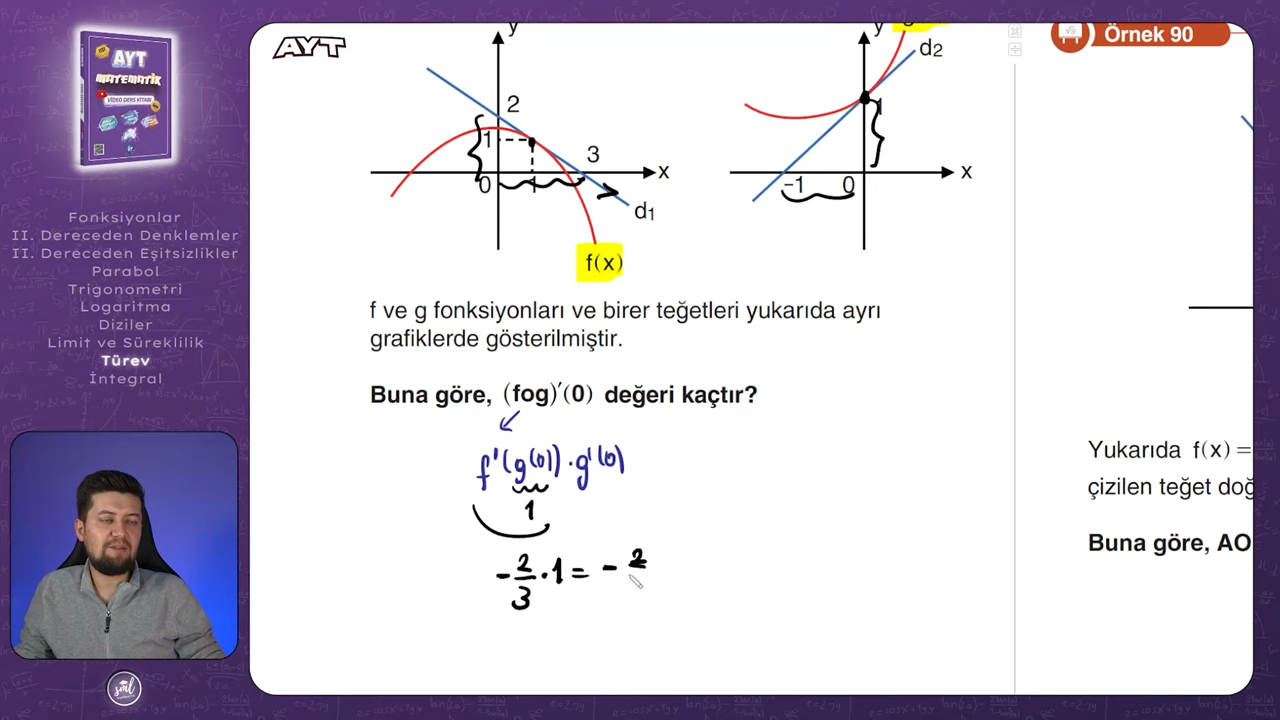 AYT
AYT
MATEMATİK
VİDEO DERS KİTABI
Fonksiyonlar
II. Dereceden Denklemler
II. Dereceden Eşitsizlikler
Parabol
Trigonometri
Logaritma
Diziler
Limit ve Süreklilik
Türev
İntegral
sml
y
2
1
3
x
0
1
d1
f(x)
y
d2
1
x
−1
0
f ve g fonksiyonları ve birer teğetleri yukarıda ayrı
grafiklerde gösterilmiştir.
Buna göre, (fog)′(0) değeri kaçtır?
f'(g(0)) · g'(0)
1
- 2/3 · 1 = - 2
Örnek 90
Yukarıda f(x) =
çizilen teğet doğ
Buna göre, AO